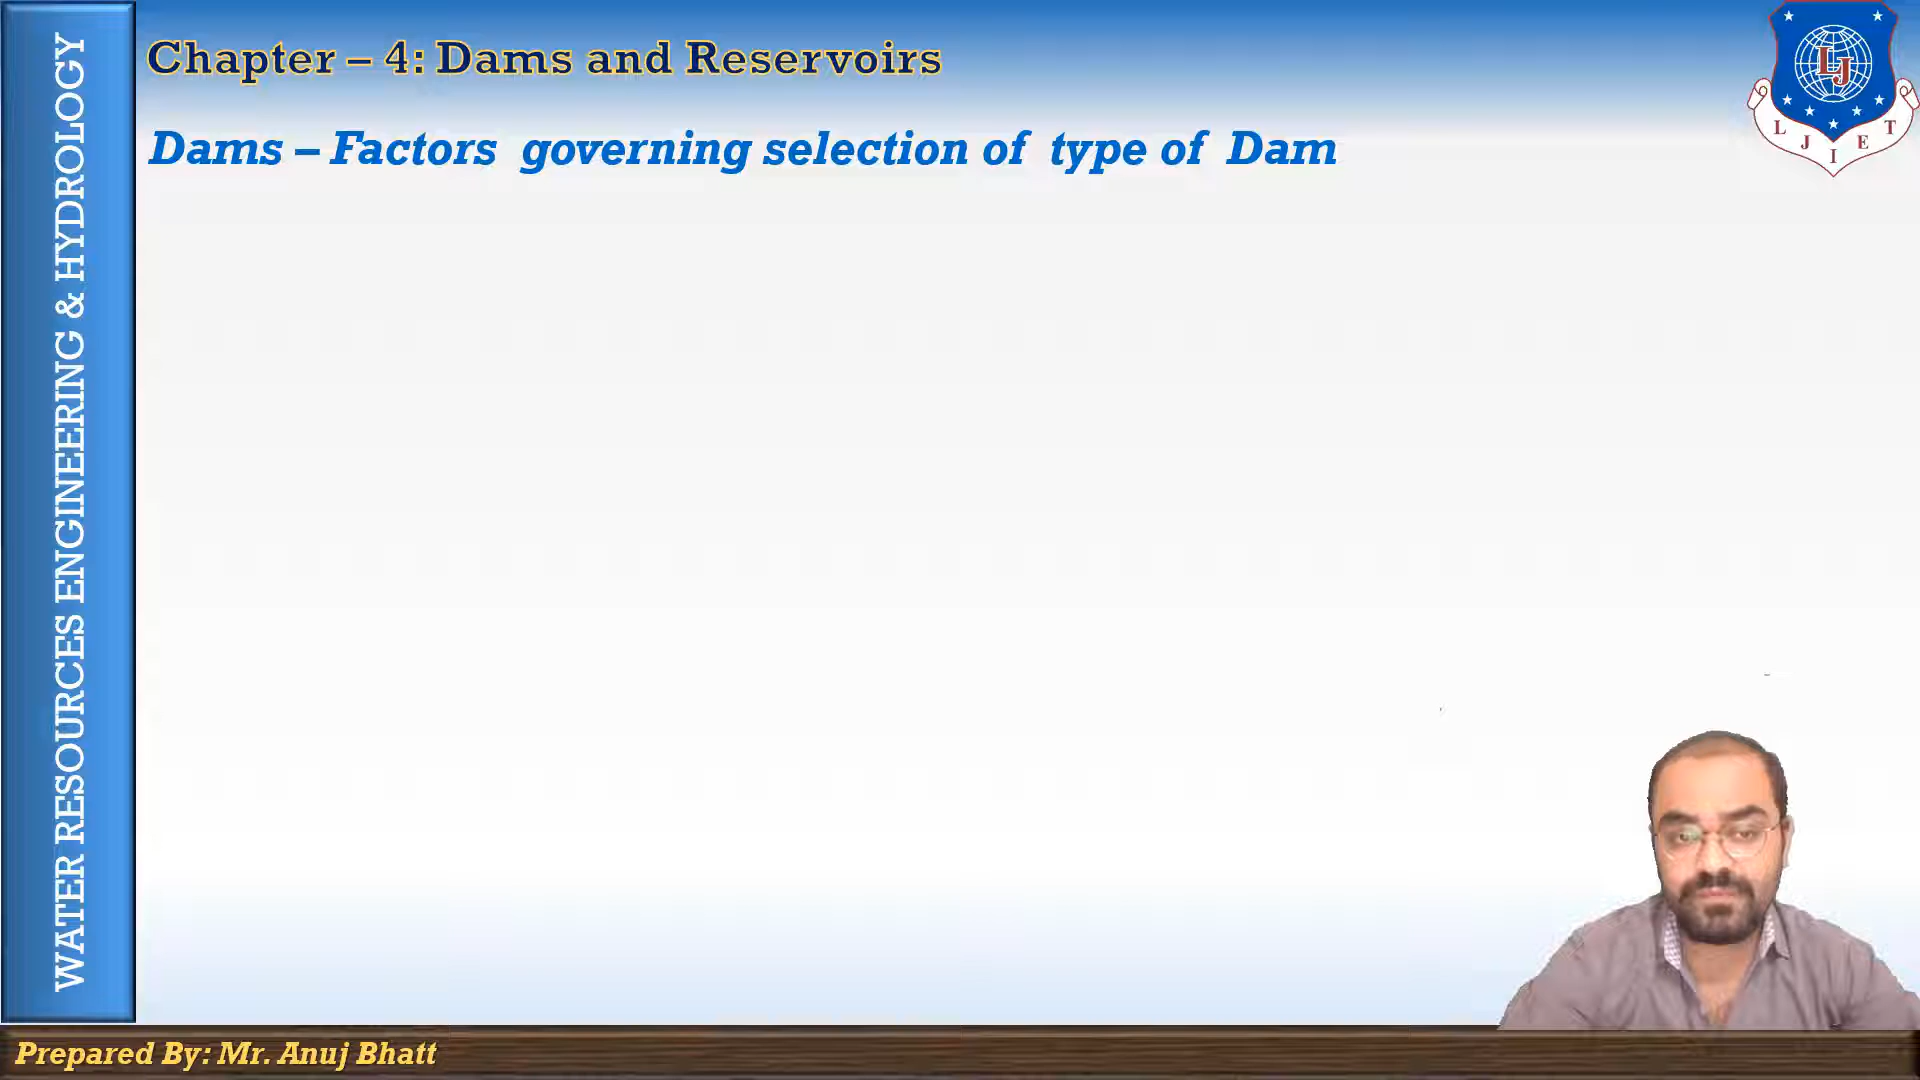 WATER RESOURCES ENGINEERING & HYDROLOGY
Chapter – 4: Dams and Reservoirs
Dams – Factors governing selection of type of Dam
LJ
L J I E T
Prepared By: Mr. Anuj Bhatt